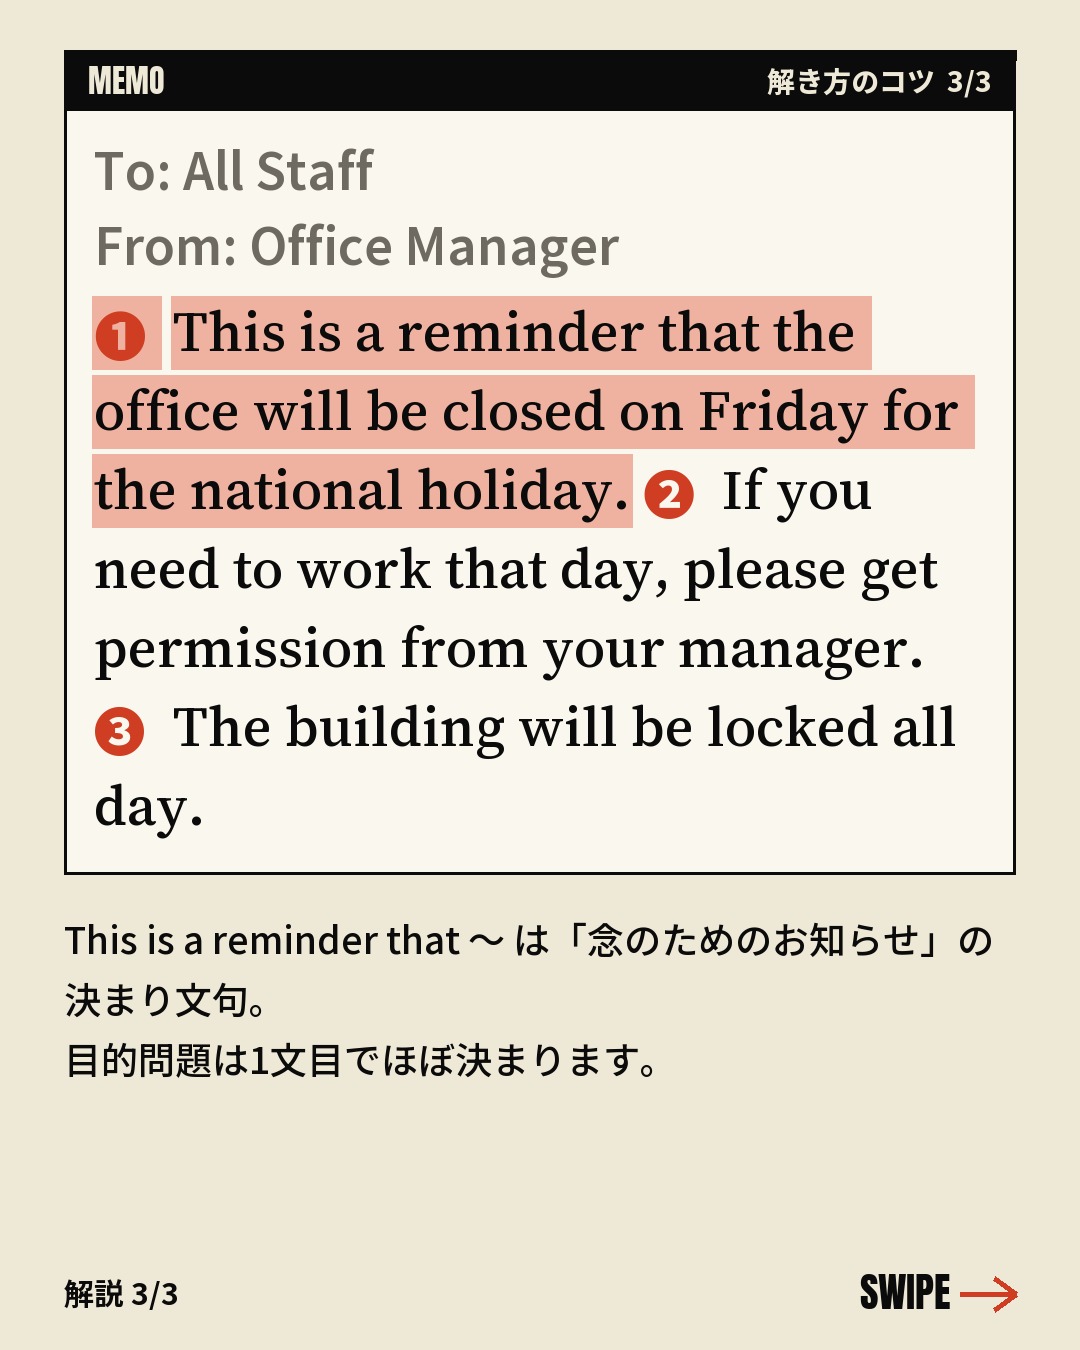 MEMO
解き方のコツ 3/3
To: All Staff
From: Office Manager
❶ This is a reminder that the
office will be closed on Friday for
the national holiday. ❷ If you
need to work that day, please get
permission from your manager.
❸ The building will be locked all
day.
This is a reminder that ～ は「念のためのお知らせ」の
決まり文句。
目的問題は1文目でほぼ決まります。
解説 3/3
SWIPE →